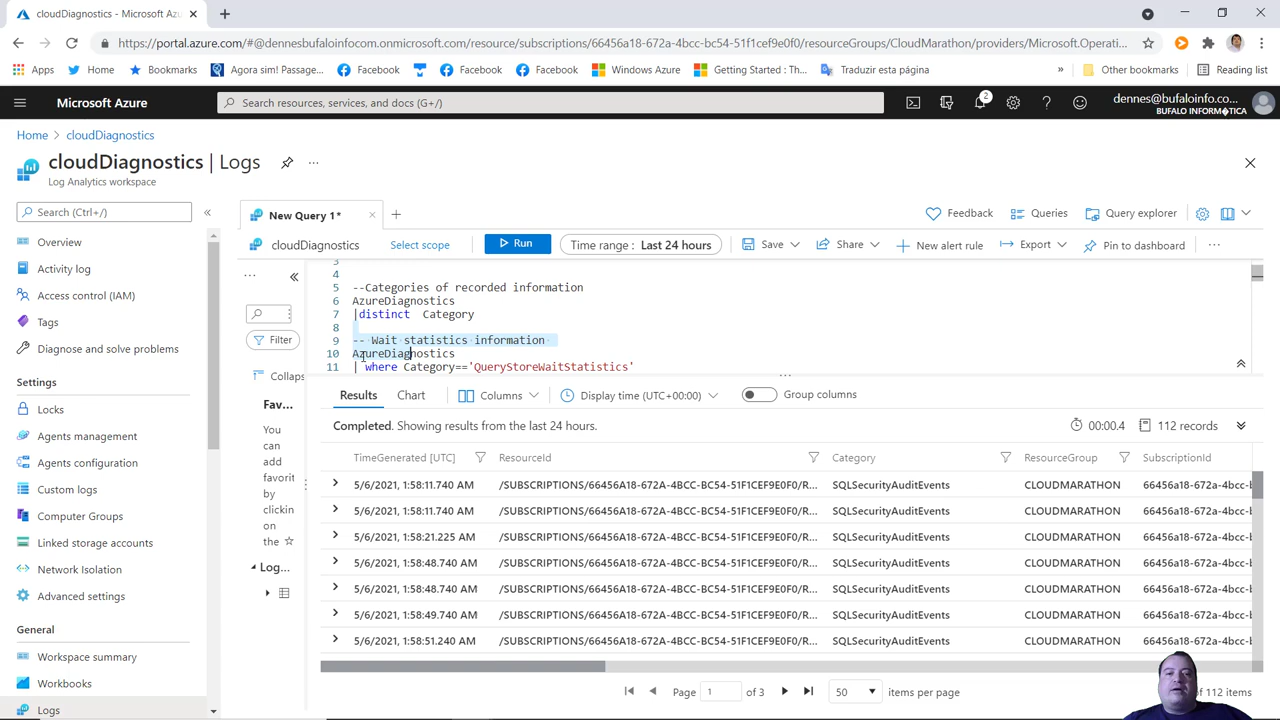 cloudDiagnostics - Microsoft Az
https://portal.azure.com/#@dennesbufaloinfocom.onmicrosoft.com/resource/subscriptions/66456a18-672a-4bcc-bc54-51f1cef9e0f0/resourceGroups/CloudMarathon/providers/Microsoft.Operati...
Apps Home Bookmarks Agora sim! Passage... Facebook Facebook Facebook Windows Azure Getting Started : Th... Traduzir esta página » Other bookmarks Reading list
Microsoft Azure Search resources, services, and docs (G+/) 2 dennes@bufaloinfo.co...
BUFALO INFORM�TICA
Home > cloudDiagnostics
cloudDiagnostics | Logs ...
Log Analytics workspace
Search (Ctrl+/) «
Overview
Activity log
Access control (IAM)
Tags
Diagnose and solve problems
Settings
Locks
Agents management
Agents configuration
Custom logs
Computer Groups
Linked storage accounts
Network Isolation
Advanced settings
General
Workspace summary
Workbooks
Logs
New Query 1*
Feedback Queries Query explorer
cloudDiagnostics Select scope Run Time range : Last 24 hours Save Share New alert rule Export Pin to dashboard ...
... «
Filter
Collaps
Fav...
You
can
add
favorit
by
clickin
on
the
Log...
3
4
5 --Categories of recorded information
6 AzureDiagnostics
7 |distinct Category
8
9 -- Wait statistics information
10 AzureDiagnostics
11 | where Category=='QueryStoreWaitStatistics'
Results Chart Columns Display time (UTC+00:00) Group columns
Completed. Showing results from the last 24 hours. 00:00.4 112 records
TimeGenerated [UTC] ResourceId Category ResourceGroup SubscriptionId
5/6/2021, 1:58:11.740 AM /SUBSCRIPTIONS/66456A18-672A-4BCC-BC54-51F1CEF9E0F0/R... SQLSecurityAuditEvents CLOUDMARATHON 66456a18-672a-4bcc-b
5/6/2021, 1:58:11.740 AM /SUBSCRIPTIONS/66456A18-672A-4BCC-BC54-51F1CEF9E0F0/R... SQLSecurityAuditEvents CLOUDMARATHON 66456a18-672a-4bcc-b
5/6/2021, 1:58:21.225 AM /SUBSCRIPTIONS/66456A18-672A-4BCC-BC54-51F1CEF9E0F0/R... SQLSecurityAuditEvents CLOUDMARATHON 66456a18-672a-4bcc-b
5/6/2021, 1:58:48.740 AM /SUBSCRIPTIONS/66456A18-672A-4BCC-BC54-51F1CEF9E0F0/R... SQLSecurityAuditEvents CLOUDMARATHON 66456a18-672a-4bcc-b
5/6/2021, 1:58:48.740 AM /SUBSCRIPTIONS/66456A18-672A-4BCC-BC54-51F1CEF9E0F0/R... SQLSecurityAuditEvents CLOUDMARATHON 66456a18-672a-4bcc-b
5/6/2021, 1:58:49.740 AM /SUBSCRIPTIONS/66456A18-672A-4BCC-BC54-51F1CEF9E0F0/R... SQLSecurityAuditEvents CLOUDMARATHON 66456a18-672a-4bcc-b
5/6/2021, 1:58:51.240 AM /SUBSCRIPTIONS/66456A18-672A-4BCC-BC54-51F1CEF9E0F0/R... SQLSecurityAuditEvents CLOUDMARATHON 66456a18-672a-4bcc-b
Page 1 of 3 50 items per page of 112 items